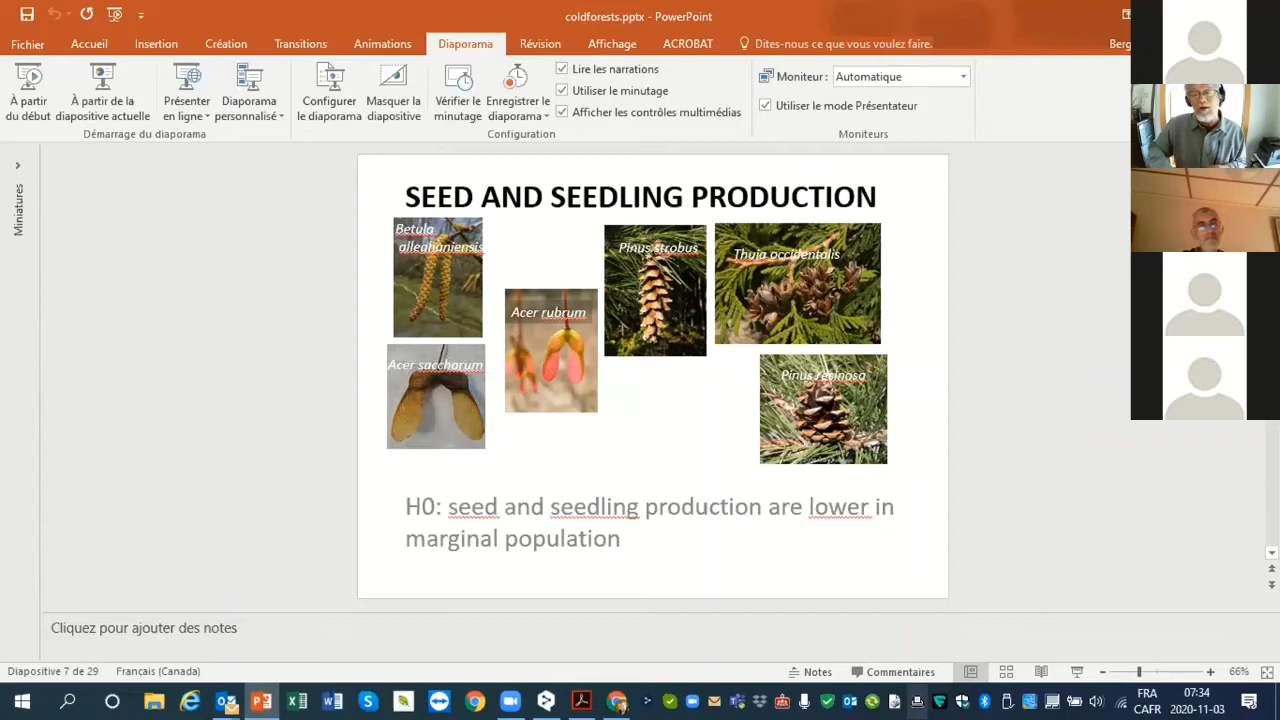 coldforests.pptx - PowerPoint
Fichier Accueil Insertion Création Transitions Animations Diaporama Révision Affichage ACROBAT Dites-nous ce que vous voulez faire. Berg
À partir du début
À partir de la diapositive actuelle
Présenter en ligne
Diaporama personnalisé
Configurer le diaporama
Masquer la diapositive
Vérifier le minutage
Enregistrer le diaporama
Lire les narrations
Utiliser le minutage
Afficher les contrôles multimédias
Moniteur : Automatique
Utiliser le mode Présentateur
Démarrage du diaporama Configuration Moniteurs
Miniatures
SEED AND SEEDLING PRODUCTION
Betula
alleghaniensis
Pinus strobus
Thuja occidentalis
Acer rubrum
Acer saccharum
Pinus resinosa
H0: seed and seedling production are lower in
marginal population
Cliquez pour ajouter des notes
Diapositive 7 de 29 Français (Canada) Notes Commentaires 66%
FRA 07:34
CAFR 2020-11-03